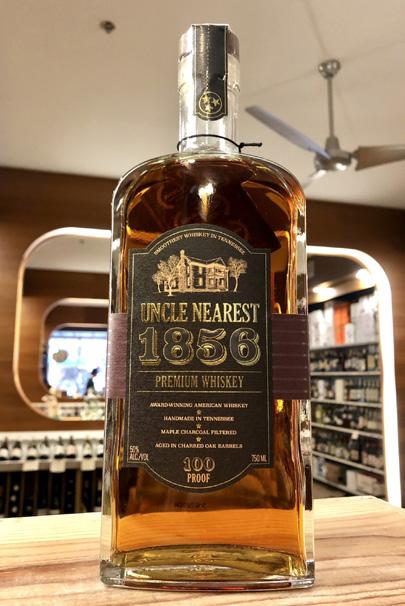 SMOOTHEST WHISKEY IN TENNESSEE
UNCLE NEAREST
1856
PREMIUM WHISKEY
AWARD-WINNING AMERICAN WHISKEY
HANDMADE IN TENNESSEE
MAPLE CHARCOAL FILTERED
AGED IN CHARRED OAK BARRELS
50%
ALC/VOL
100
PROOF
750 ML